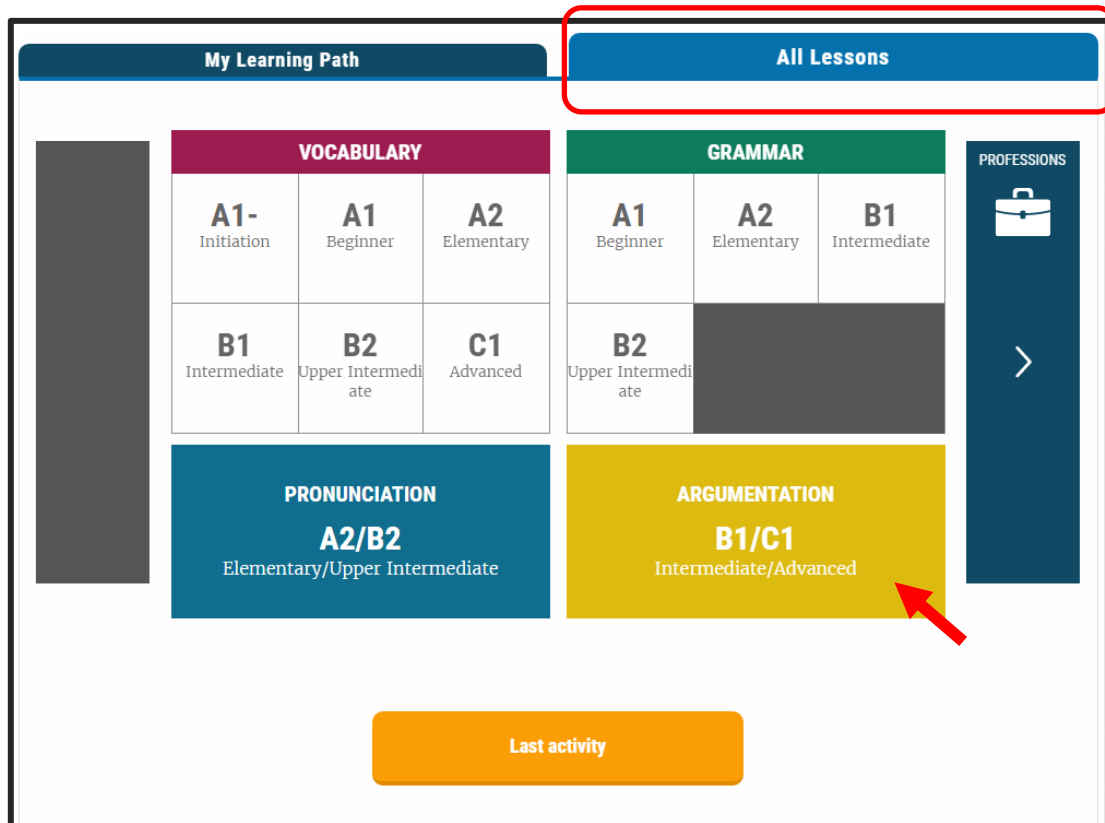 My Learning Path
All Lessons
VOCABULARY
A1-
Initiation
A1
Beginner
A2
Elementary
B1
Intermediate
B2
Upper Intermedi
ate
C1
Advanced
GRAMMAR
A1
Beginner
A2
Elementary
B1
Intermediate
B2
Upper Intermedi
ate
PROFESSIONS
PRONUNCIATION
A2/B2
Elementary/Upper Intermediate
ARGUMENTATION
B1/C1
Intermediate/Advanced
Last activity